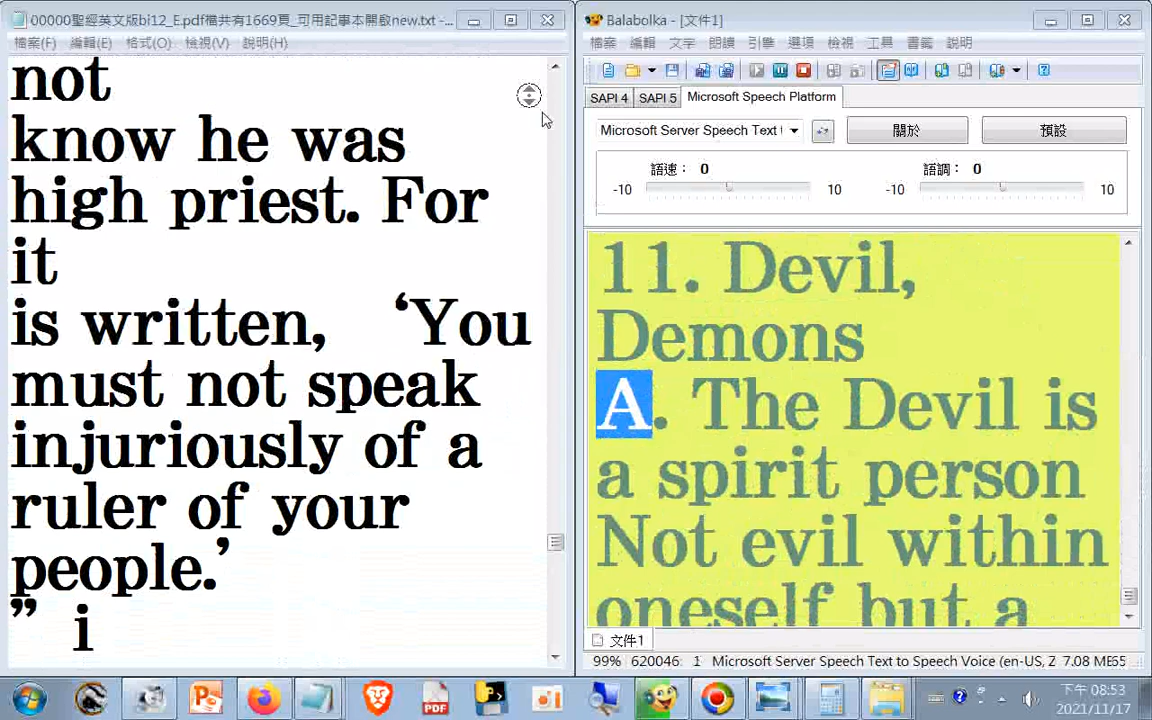 00000聖經英文版bi12_E.pdf檔共有1669頁_可用記事本開啟new.txt -...
檔案(F) 編輯(E) 格式(O) 檢視(V) 說明(H)
not
know he was
high priest. For
it
is written, ‘You
must not speak
injuriously of a
ruler of your
people.’
” i
Balabolka - [文件1]
檔案 編輯 文字 朗讀 引擎 選項 檢視 工具 書籤 說明
SAPI 4 SAPI 5 Microsoft Speech Platform
Microsoft Server Speech Text 關於 預設
語速: 0 語調: 0
-10 10 -10 10
11. Devil,
Demons
A. The Devil is
a spirit person
Not evil within
oneself but a
文件1
99% 620046: 1 Microsoft Server Speech Text to Speech Voice (en-US, Z 7.08 ME55
PDF
下午 08:53
2021/11/17